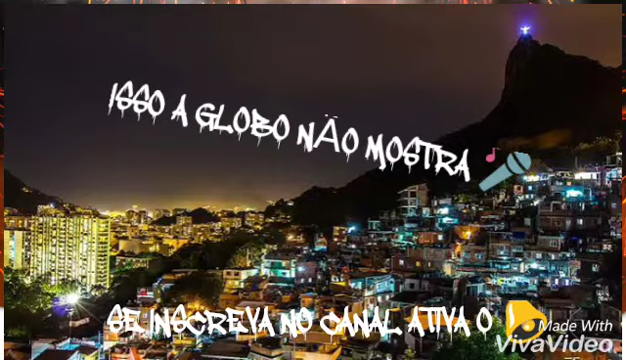 ISSO A GLOBO NÃO MOSTRA
SE INSCREVA NO CANAL ATIVA O
Made With
VivaVideo